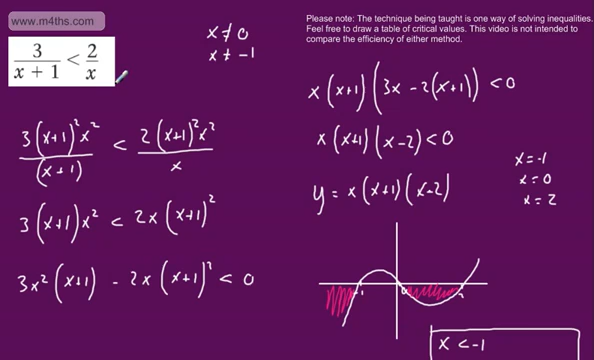 www.m4ths.com
3/(x + 1) < 2/x
x ≠ 0
x ≠ -1
3(x+1)²x²/(x+1) < 2(x+1)²x²/x
3(x+1)x² < 2x(x+1)²
3x²(x+1) - 2x(x+1)² < 0
Please note: The technique being taught is one way of solving inequalities.
Feel free to draw a table of critical values. This video is not intended to
compare the efficiency of either method.
x(x+1)(3x - 2(x+1)) < 0
x(x+1)(x-2) < 0
y = x(x+1)(x-2)
x = -1
x = 0
x = 2
-1 0 2
x < -1